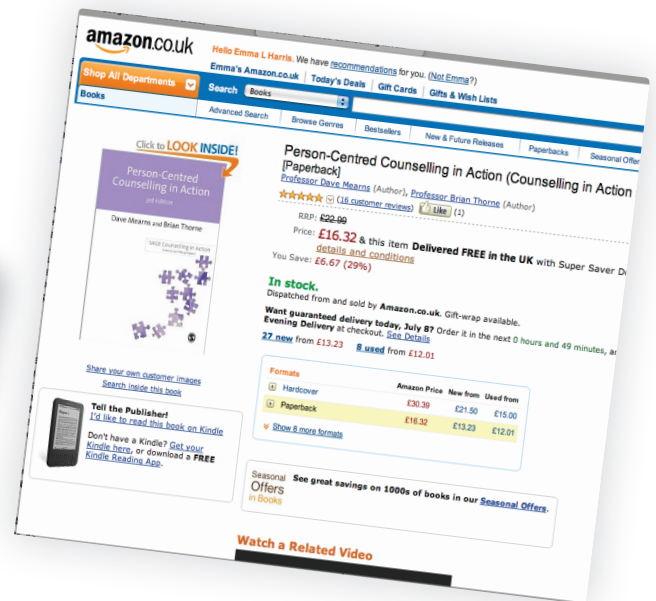 amazon.co.uk
Hello Emma L Harris. We have recommendations for you. (Not Emma?)
Emma's Amazon.co.uk | Today's Deals | Gift Cards | Gifts & Wish Lists
Shop All Departments
Search Books
Books
Advanced Search
Browse Genres
Bestsellers
New & Future Releases
Paperbacks
Seasonal Offer
Click to LOOK INSIDE!
Person-Centred
Counselling in Action
3rd Edition
Dave Mearns and Brian Thorne
SAGE Counselling in Action
Share your own customer images
Search inside this book
Tell the Publisher!
I'd like to read this book on Kindle
Don't have a Kindle? Get your
Kindle here, or download a FREE
Kindle Reading App.
Person-Centred Counselling in Action (Counselling in Action
[Paperback]
Professor Dave Mearns (Author), Professor Brian Thorne (Author)
(16 customer reviews) Like (1)
RRP: £22.99
Price: £16.32 & this item Delivered FREE in the UK with Super Saver D
details and conditions
You Save: £6.67 (29%)
In stock.
Dispatched from and sold by Amazon.co.uk. Gift-wrap available.
Want guaranteed delivery today, July 8? Order it in the next 0 hours and 49 minutes, a
Evening Delivery at checkout. See Details
27 new from £13.23 8 used from £12.01
Formats Amazon Price New from Used from
Hardcover £30.39 £21.50 £15.00
Paperback £16.32 £13.23 £12.01
Show 8 more formats
Seasonal
Offers
in Books
See great savings on 1000s of books in our Seasonal Offers.
Watch a Related Video